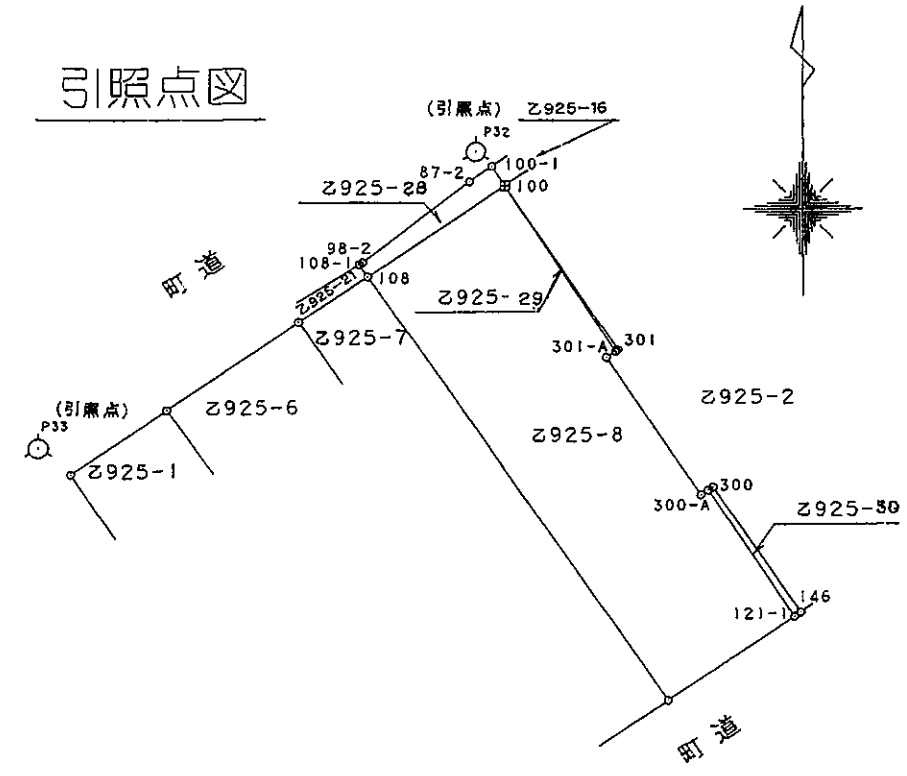 引照点図
(引照点)
P32
乙925-16
100-1
100
87-2
乙925-28
98-2
108-1
108
町道
乙925-21
乙925-29
乙925-7
301
301-A
乙925-2
乙925-6
(引照点)
P33
乙925-8
乙925-1
300
300-A
乙925-30
146
121-1
町道